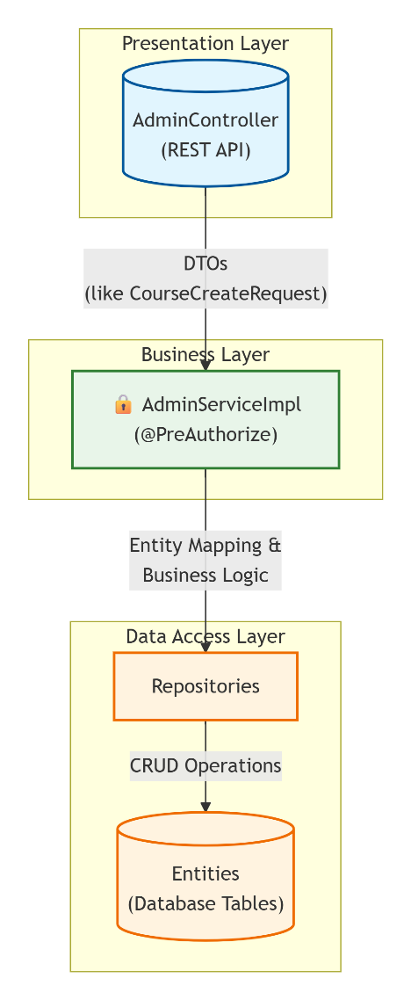 Presentation Layer
AdminController
(REST API)
DTOs
(like CourseCreateRequest)
Business Layer
🔒 AdminServiceImpl
(@PreAuthorize)
Entity Mapping &
Business Logic
Data Access Layer
Repositories
CRUD Operations
Entities
(Database Tables)